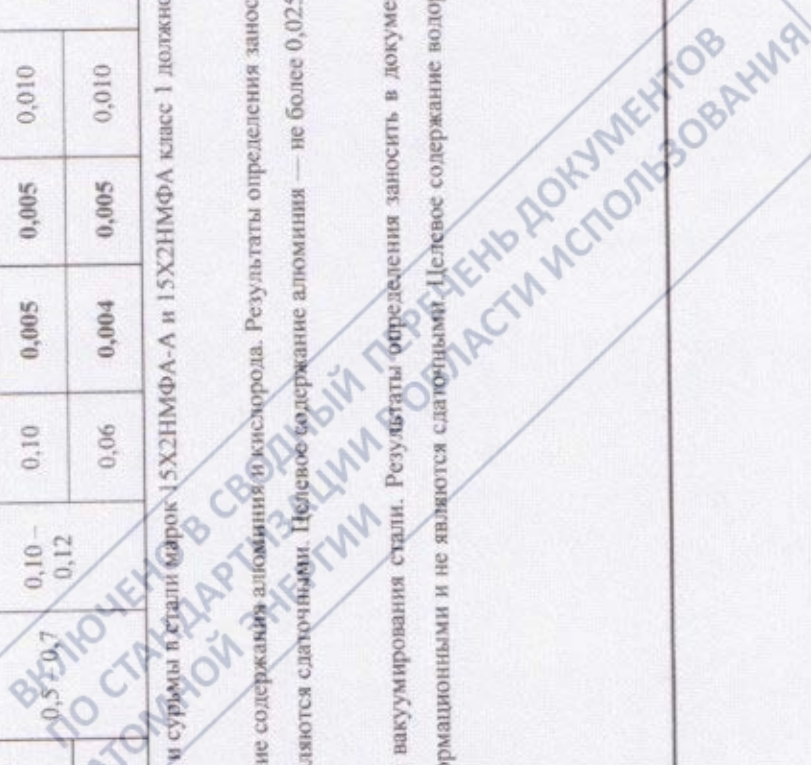 0,5 - 0,7 0,10 – 0,12 0,10 0,005 0,005 0,010
0,06 0,004 0,005 0,010
и сурьмы в стали марок 15Х2НМФА-А и 15Х2НМФА класс 1 должно
ие содержания алюминия и кислорода. Результаты определения занос
ляются сдаточными. Целевое содержание алюминия — не более 0,025
вакуумирования стали. Результаты определения заносить в докуме
ормационными и не являются сдаточными. Целевое содержание водор
ВКЛЮЧЕНО В СВОДНЫЙ ПЕРЕЧЕНЬ ДОКУМЕНТОВ
ПО СТАНДАРТИЗАЦИИ В ОБЛАСТИ ИСПОЛЬЗОВАНИЯ
АТОМНОЙ ЭНЕРГИИ